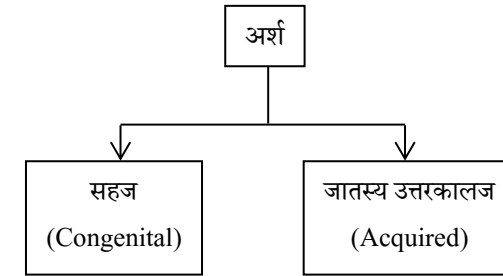 अर्श
सहज
(Congenital)
जातस्य उत्तरकालज
(Acquired)